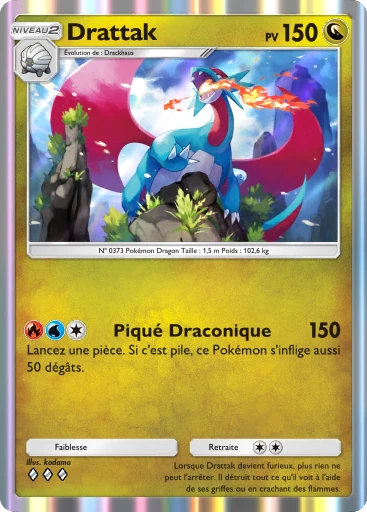 NIVEAU2
Drattak
PV 150
Évolution de : Drackhaus
N° 0373 Pokémon Dragon Taille : 1,5 m Poids : 102,6 kg
Piqué Draconique 150
Lancez une pièce. Si c'est pile, ce Pokémon s'inflige aussi
50 dégâts.
Faiblesse
Retraite
Illus. kodama
Lorsque Drattak devient furieux, plus rien ne
peut l'arrêter. Il détruit tout ce qu'il voit à l'aide
de ses griffes ou en crachant des flammes.